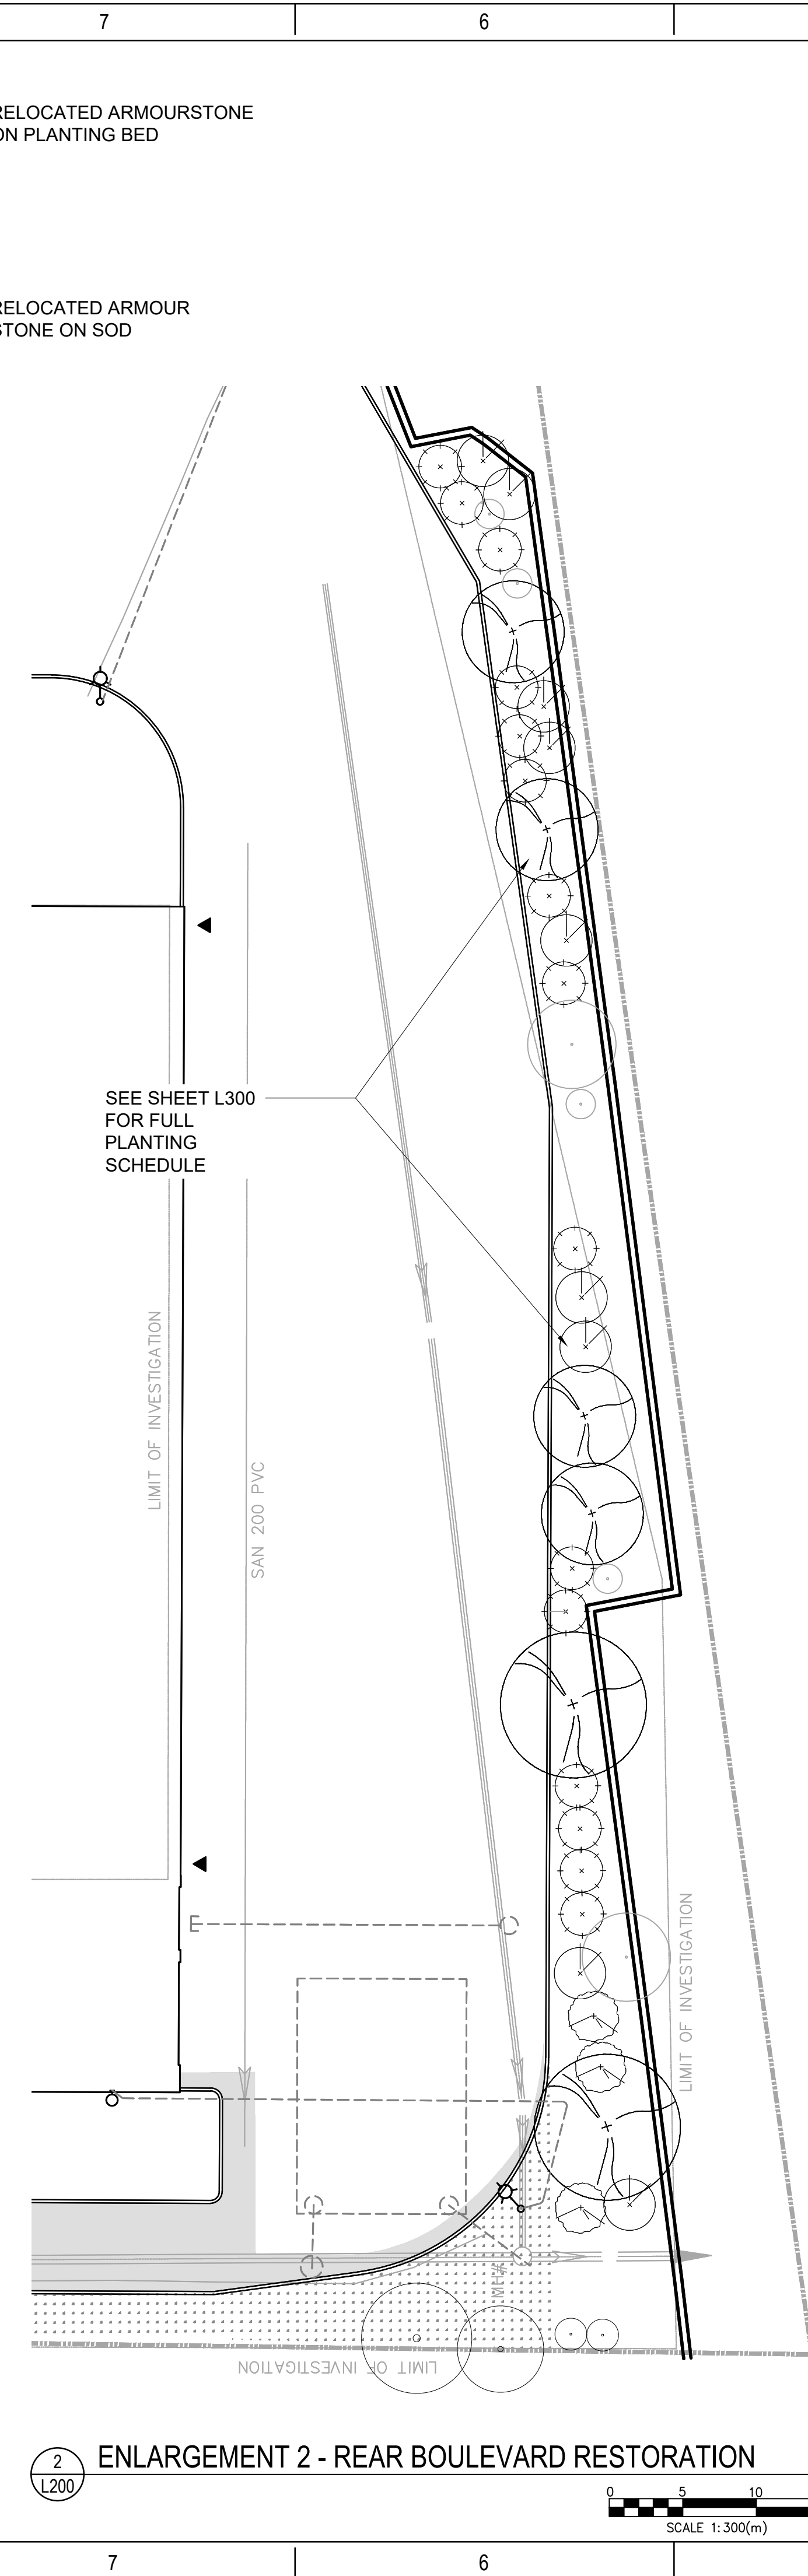 7
6
RELOCATED ARMOURSTONE
ON PLANTING BED
RELOCATED ARMOUR
STONE ON SOD
SEE SHEET L300
FOR FULL
PLANTING
SCHEDULE
LIMIT OF INVESTIGATION
SAN 200 PVC
LIMIT OF INVESTIGATION
MH#
LIMIT OF INVESTIGATION
2
L200
ENLARGEMENT 2 - REAR BOULEVARD RESTORATION
0 5 10
SCALE 1:300(m)
7
6